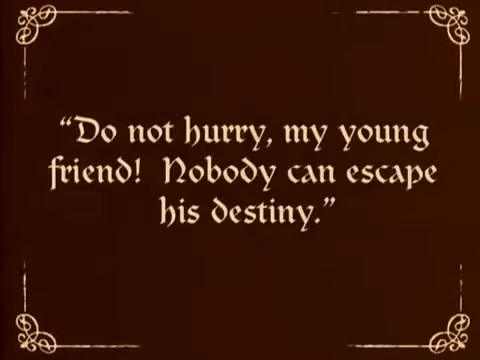 “Do not hurry, my young
friend! Nobody can escape
his destiny.”